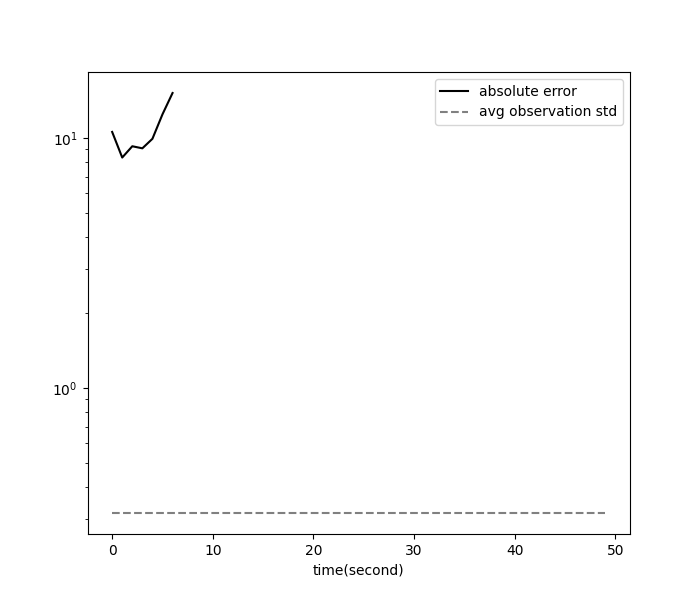 absolute error
avg observation std
10¹
10⁰
0 10 20 30 40 50
time(second)